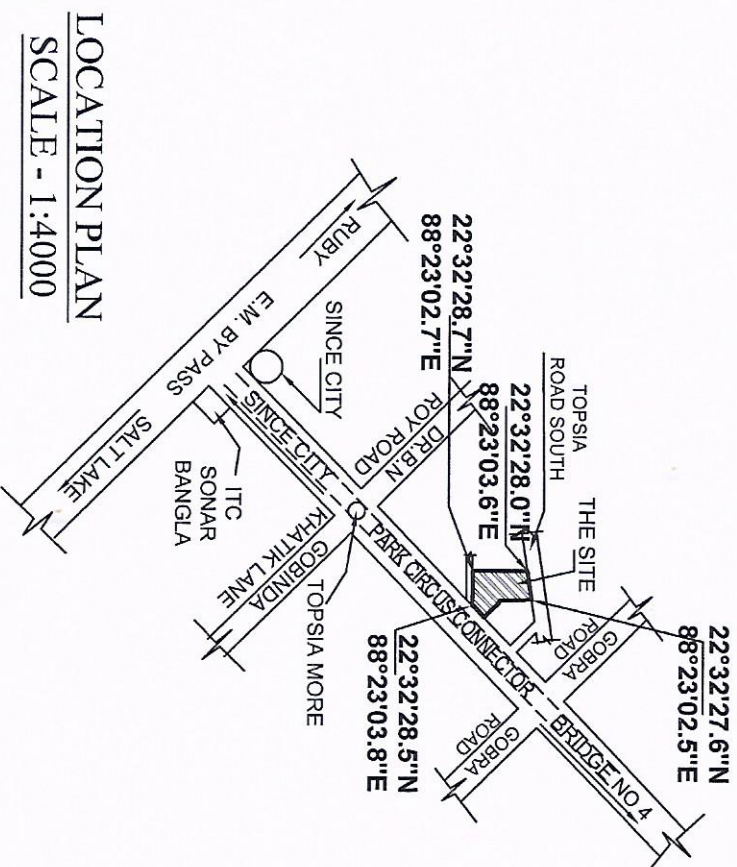 22°32'27.6"N
88°23'02.5"E
THE SITE
TOPSIA
ROAD SOUTH
22°32'28.0"N
88°23'03.6"E
22°32'28.7"N
88°23'02.7"E
22°32'28.5"N
88°23'03.8"E
GOBRA
ROAD
GOBRA
ROAD
BRIDGE NO 4
PARK CIRCUS CONNECTOR
DR.B.N
ROY ROAD
TOPSIA MORE
GOBINDA
KHATIK LANE
SINCE CITY
SINCE CITY
ITC
SONAR
BANGLA
RUBY
E.M. BY PASS
SALT LAKE
LOCATION PLAN
SCALE - 1:4000